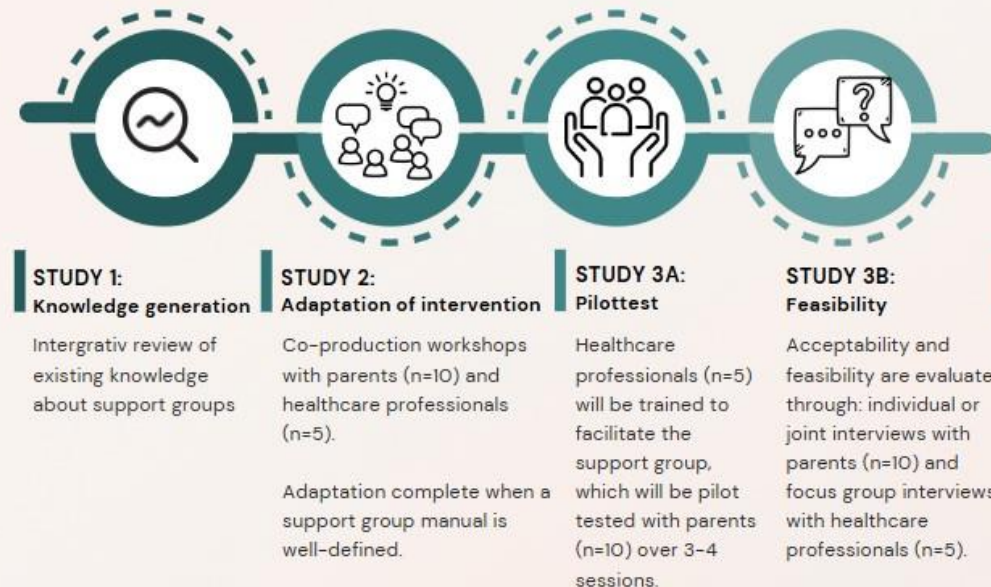 STUDY 1:
Knowledge generation
Intergrativ review of
existing knowledge
about support groups
STUDY 2:
Adaptation of intervention
Co-production workshops
with parents (n=10) and
healthcare professionals
(n=5).
Adaptation complete when a
support group manual is
well-defined.
STUDY 3A:
Pilottest
Healthcare
professionals (n=5)
will be trained to
facilitate the
support group,
which will be pilot
tested with parents
(n=10) over 3-4
sessions.
STUDY 3B:
Feasibility
Acceptability and
feasibility are evaluate
through: individual or
joint interviews with
parents (n=10) and
focus group interviews
with healthcare
professionals (n=5).
?